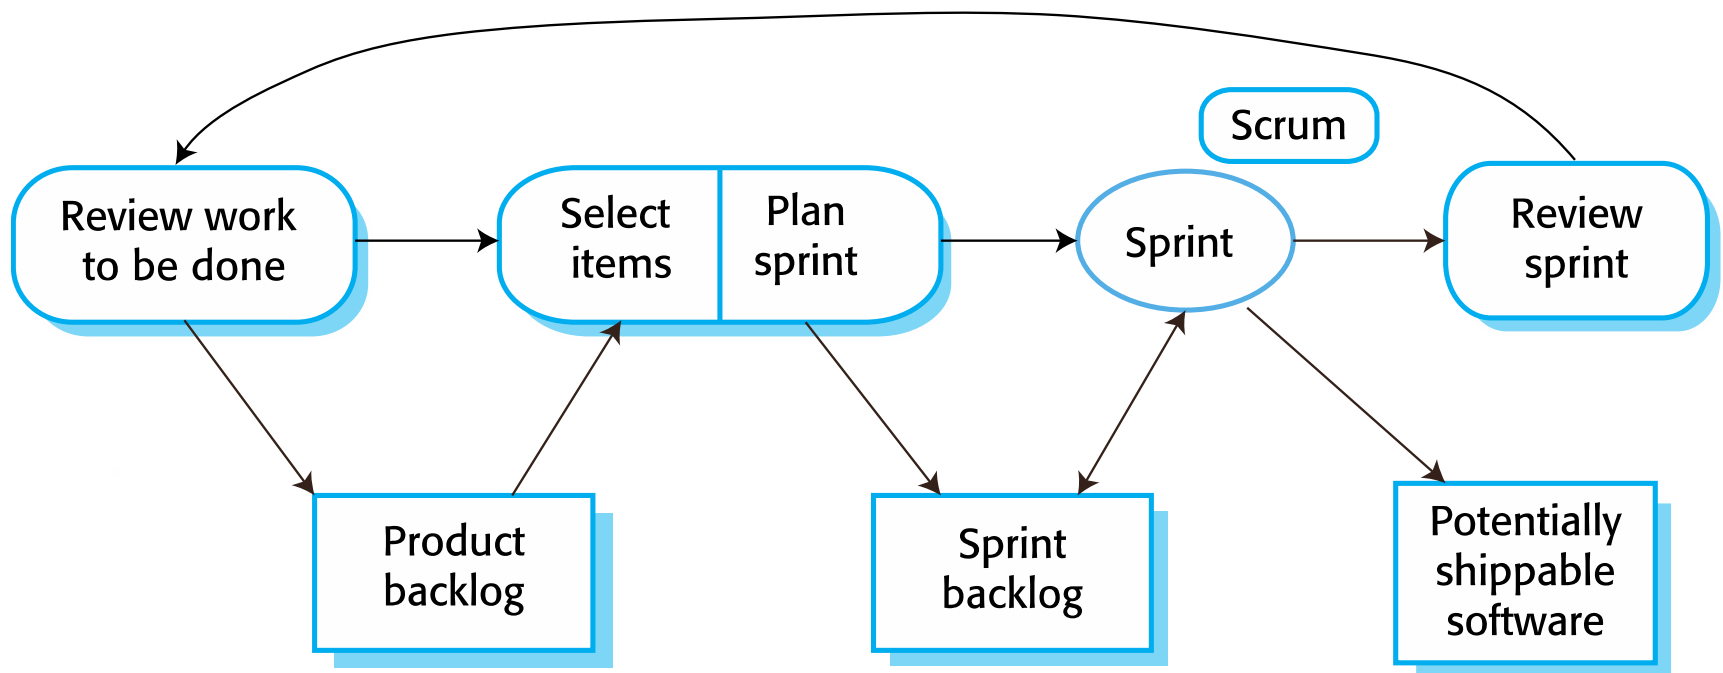 Scrum
Review work
to be done
Select
items
Plan
sprint
Sprint
Review
sprint
Product
backlog
Sprint
backlog
Potentially
shippable
software